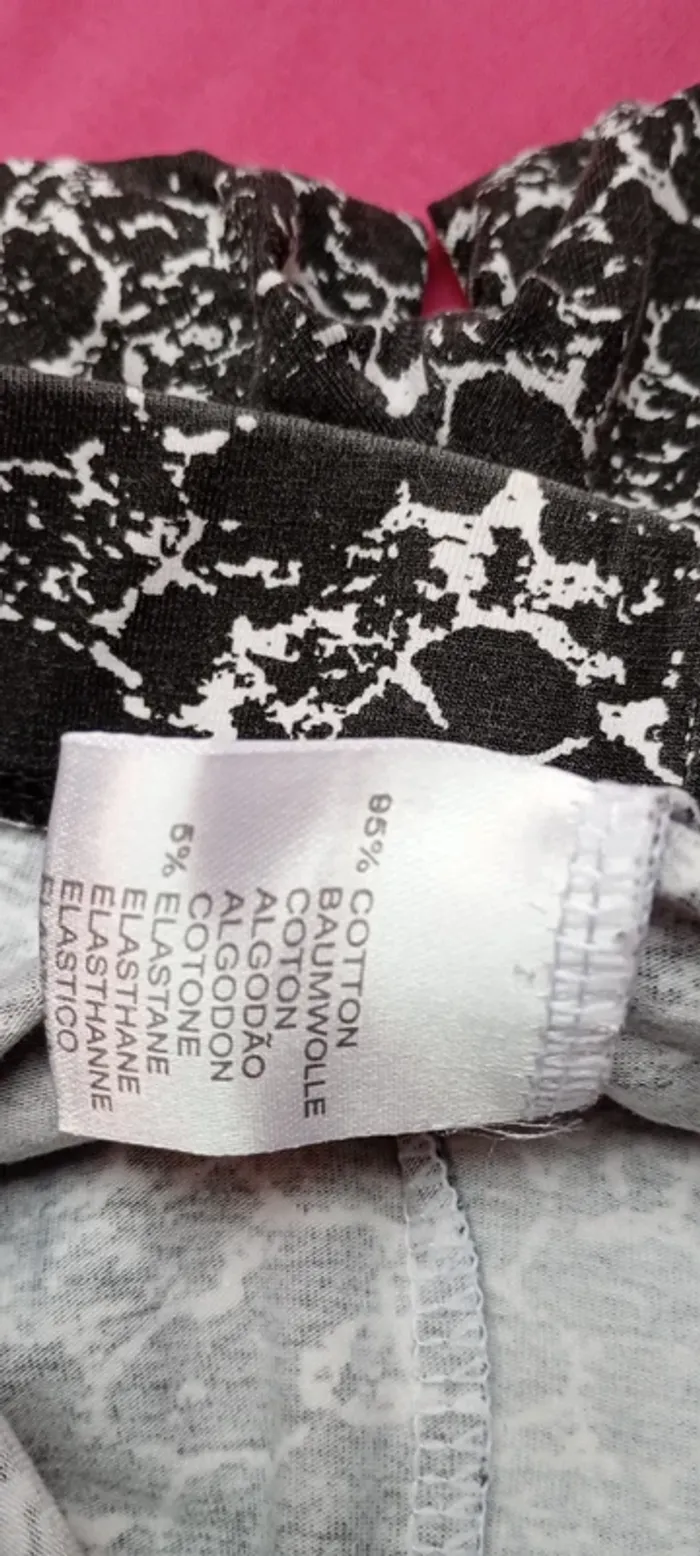 95% COTTON
BAUMWOLLE
COTON
ALGODÃO
ALGODON
COTONE
5% ELASTANE
ELASTHANE
ELASTHANNE
ELASTICO